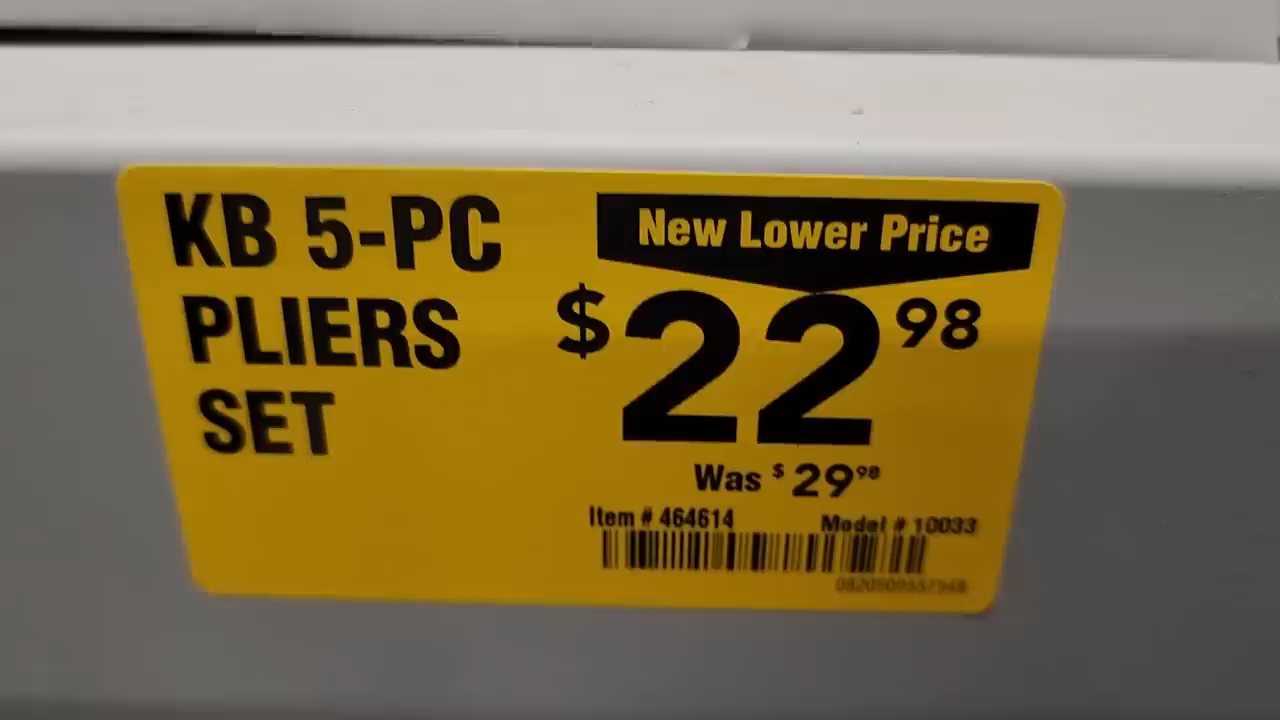 KB 5-PC
PLIERS
SET
New Lower Price
$22 98
Was $29 98
Item # 464614
Model # 10033